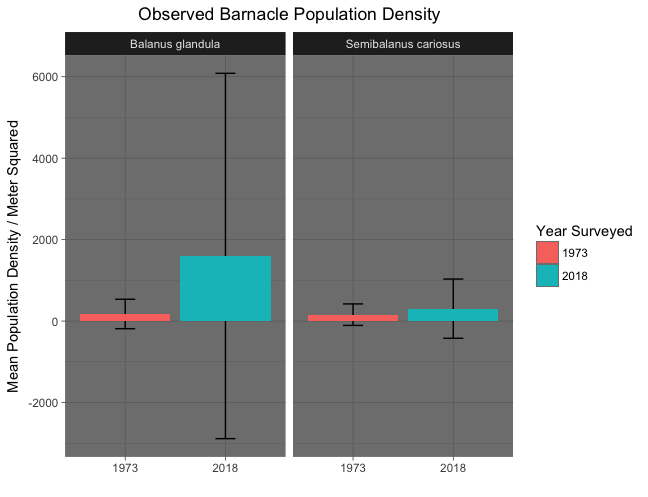 Observed Barnacle Population Density
Balanus glandula
Semibalanus cariosus
Mean Population Density / Meter Squared
6000
4000
2000
0
-2000
1973
2018
1973
2018
Year Surveyed
1973
2018